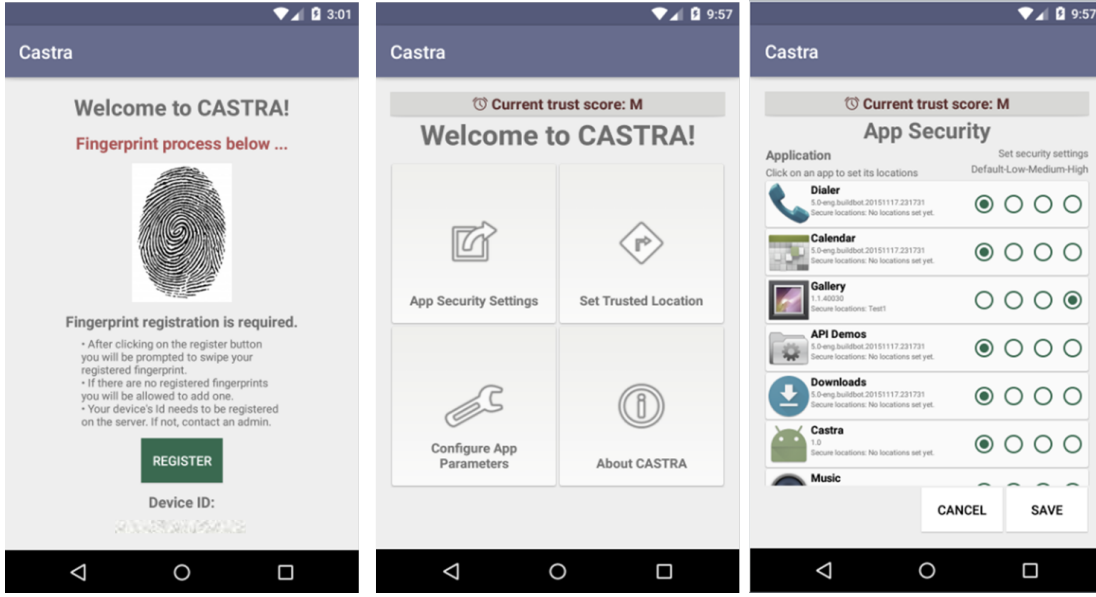 3:01
Castra
Welcome to CASTRA!
Fingerprint process below ...
Fingerprint registration is required.
• After clicking on the register button
you will be prompted to swipe your
registered fingerprint.
• If there are no registered fingerprints
you will be allowed to add one.
• Your device's Id needs to be registered
on the server. If not, contact an admin.
REGISTER
Device ID:
9:57
Castra
Current trust score: M
Welcome to CASTRA!
App Security Settings
Set Trusted Location
Configure App
Parameters
About CASTRA
9:57
Castra
Current trust score: M
App Security
Application
Set security settings
Click on an app to set its locations
Default-Low-Medium-High
Dialer
5.0-eng.buildbot.20151117.231731
Secure locations: No locations set yet.
Calendar
5.0-eng.buildbot.20151117.231731
Secure locations: No locations set yet.
Gallery
1.1.40030
Secure locations: Test1
API Demos
5.0-eng.buildbot.20151117.231731
Secure locations: No locations set yet.
Downloads
5.0-eng.buildbot.20151117.231731
Secure locations: No locations set yet.
Castra
1.0
Secure locations: No locations set yet.
Music
CANCEL
SAVE